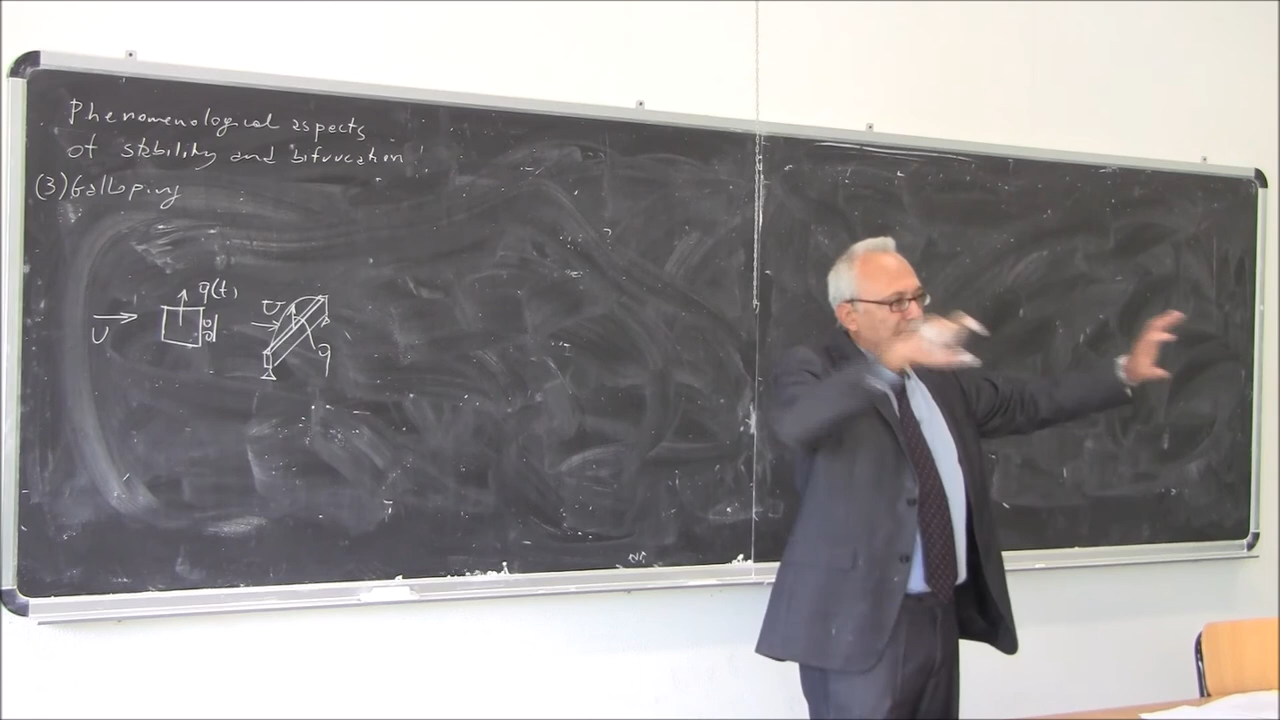 Phenomenological aspects
of stability and bifurcation
(3) Galloping
q(t)
U
U
q